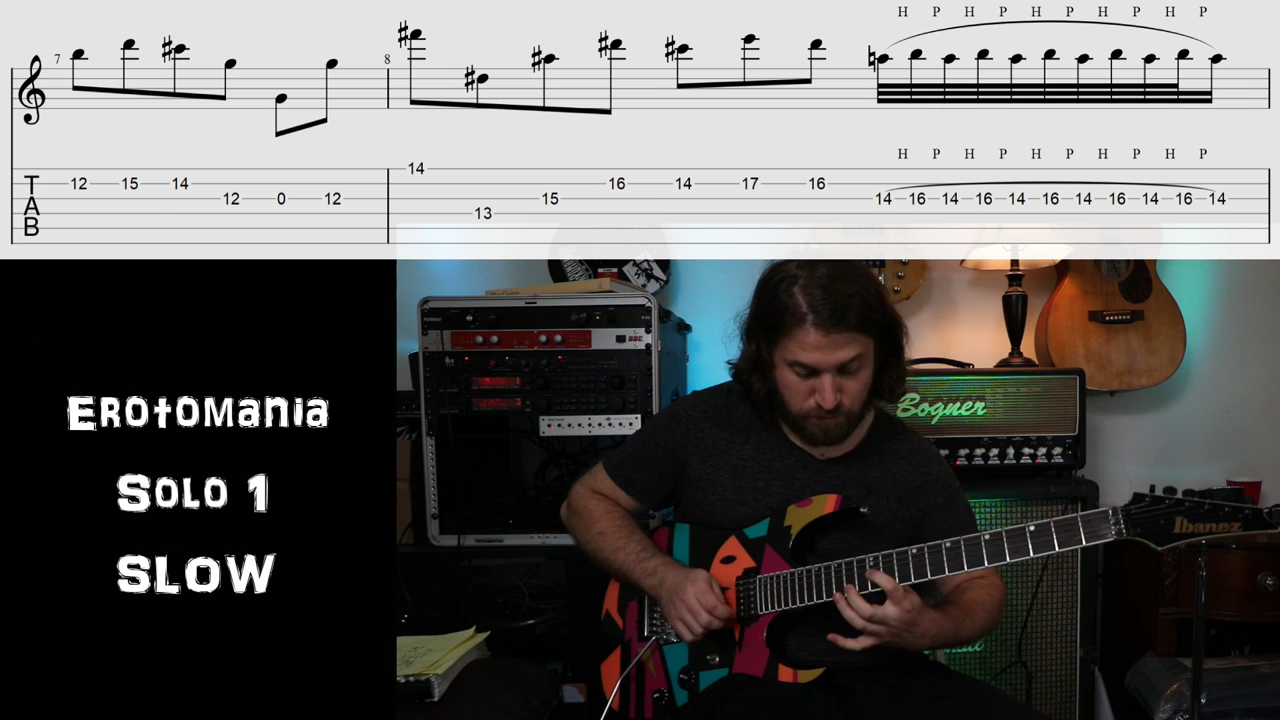 H P H P H P H P H P
7
8
H P H P H P H P H P
T
A
B
14
12 15 14 16 14 17 16
12 0 12 15 14 16 14 16 14 16 14 16 14 16 14
13
Erotomania
Solo 1
SLOW
BBE
Bogner
Ibanez